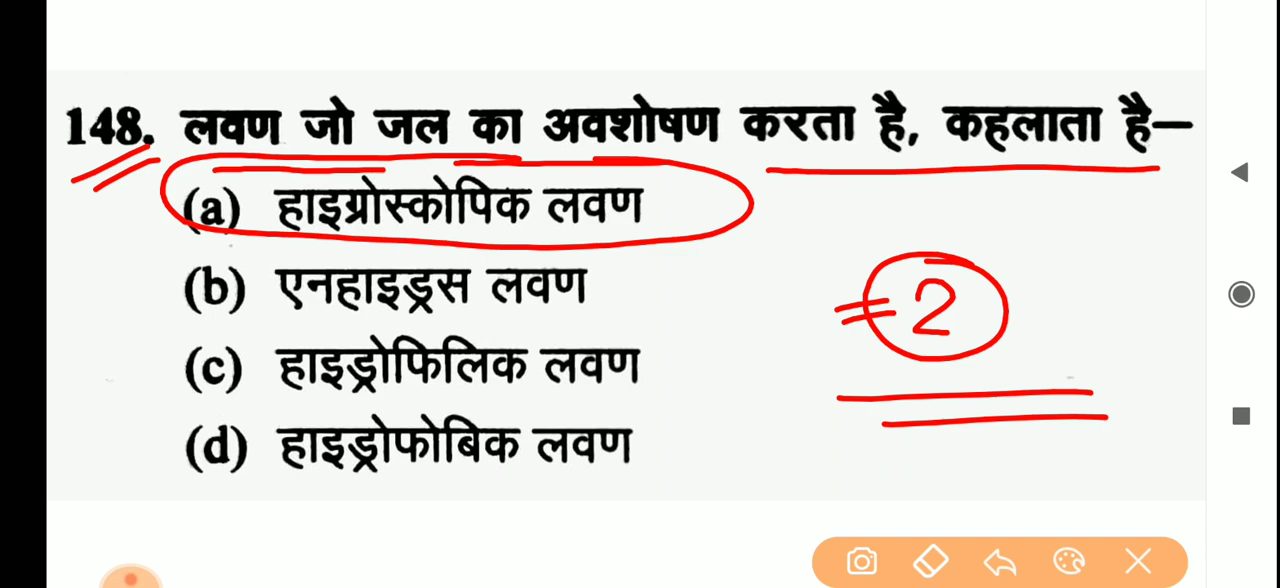 148. लवण जो जल का अवशोषण करता है, कहलाता है—
(a) हाइग्रोस्कोपिक लवण
(b) एनहाइड्रस लवण
= 2
(c) हाइड्रोफिलिक लवण
(d) हाइड्रोफोबिक लवण